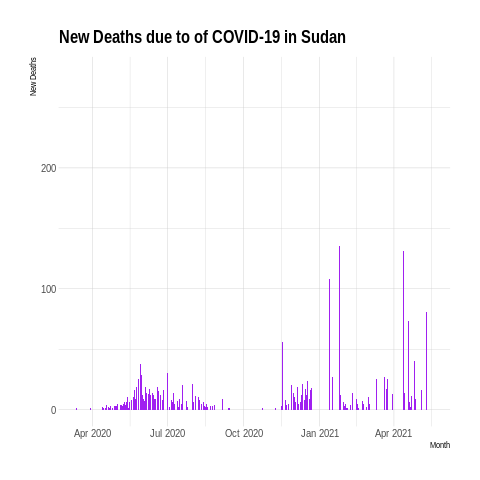 New Deaths due to of COVID-19 in Sudan
New Deaths
200
100
0
Apr 2020 Jul 2020 Oct 2020 Jan 2021 Apr 2021
Month